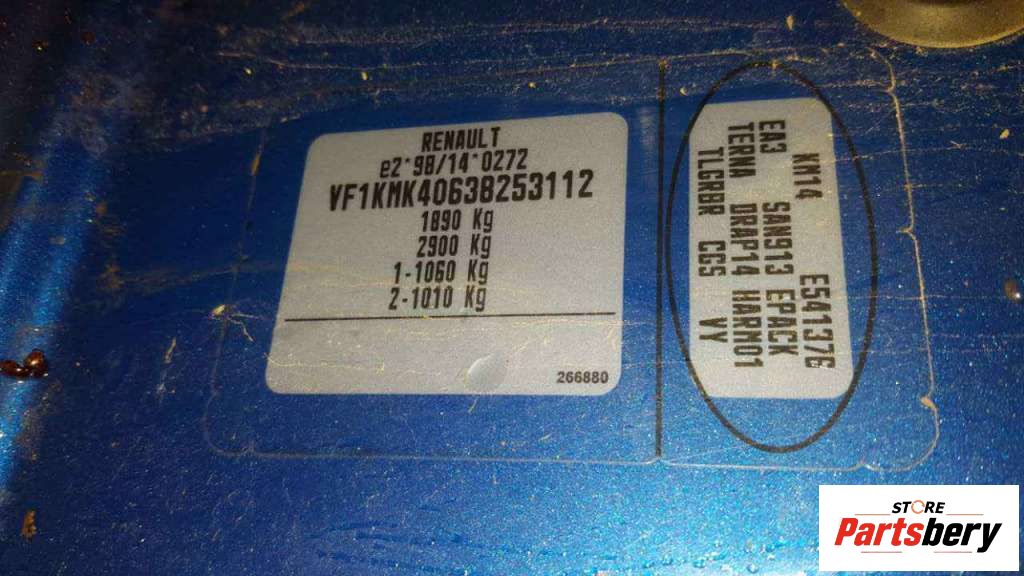 RENAULT
e2*98/14*0272
VF1KMK40638253112
1890 Kg
2900 Kg
1-1060 Kg
2-1010 Kg
266880
KM14 E541376
EA3 SAN913 EPACK
TERNA DRAP14 HARM01
TLGRBR CG5 VY
STORE
Partsbery